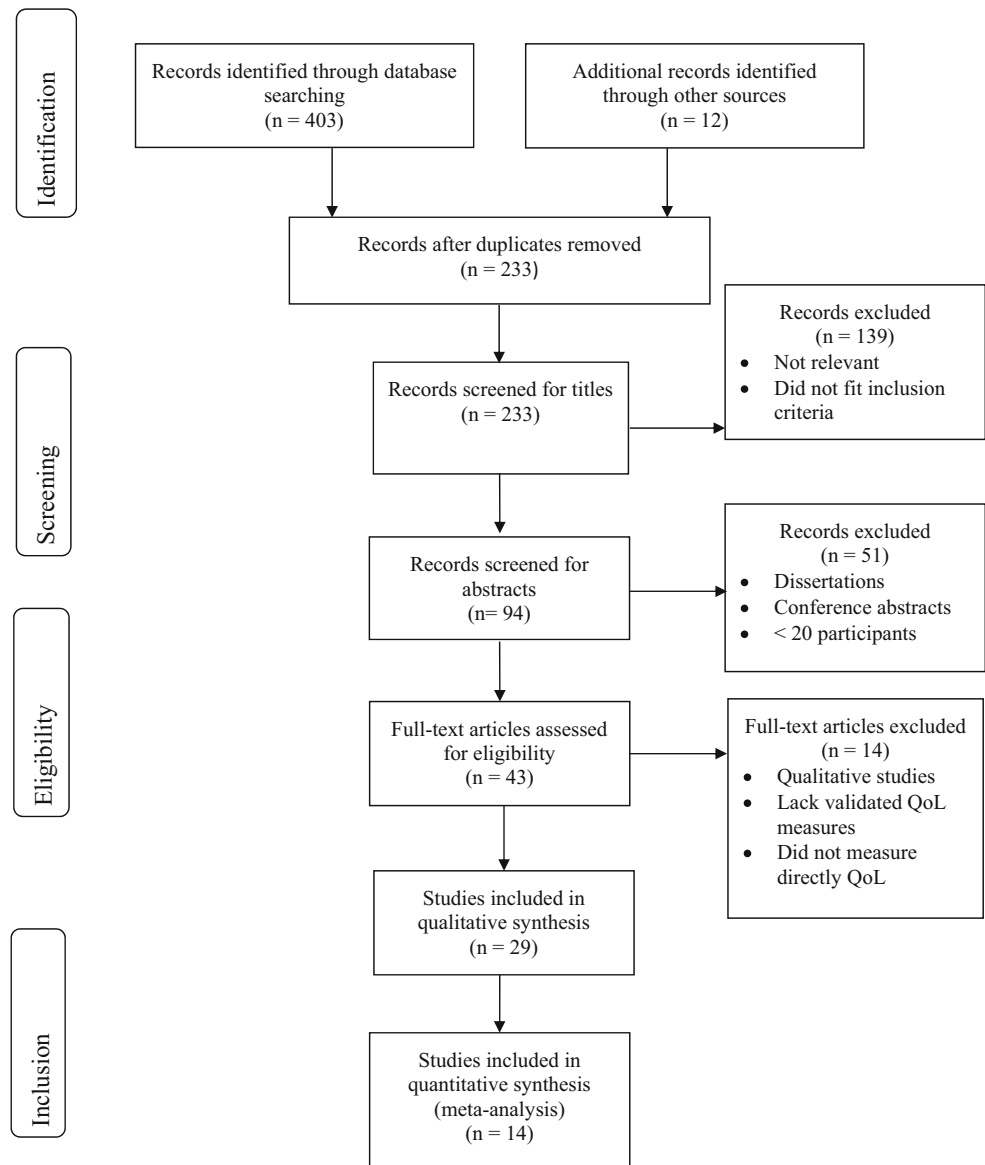 Identification
Records identified through database
searching
(n = 403)
Additional records identified
through other sources
(n = 12)
Records after duplicates removed
(n = 233)
Screening
Records screened for titles
(n = 233)
Records excluded
(n = 139)
• Not relevant
• Did not fit inclusion
criteria
Records screened for
abstracts
(n= 94)
Records excluded
(n = 51)
• Dissertations
• Conference abstracts
• < 20 participants
Eligibility
Full-text articles assessed
for eligibility
(n = 43)
Full-text articles excluded
(n = 14)
• Qualitative studies
• Lack validated QoL
measures
• Did not measure
directly QoL
Studies included in
qualitative synthesis
(n = 29)
Inclusion
Studies included in
quantitative synthesis
(meta-analysis)
(n = 14)